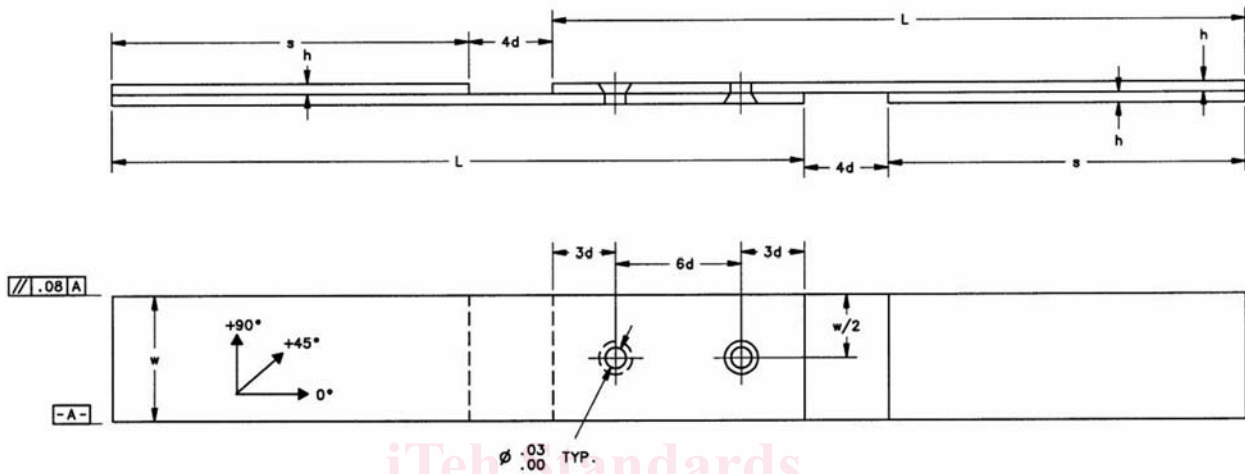 L
s
4d
h
h
h
L
4d
s
3d
6d
3d
// .08 A
w
+90°
+45°
0°
w/2
-A-
Ø .03 TYP.
.00
iTeh Standards